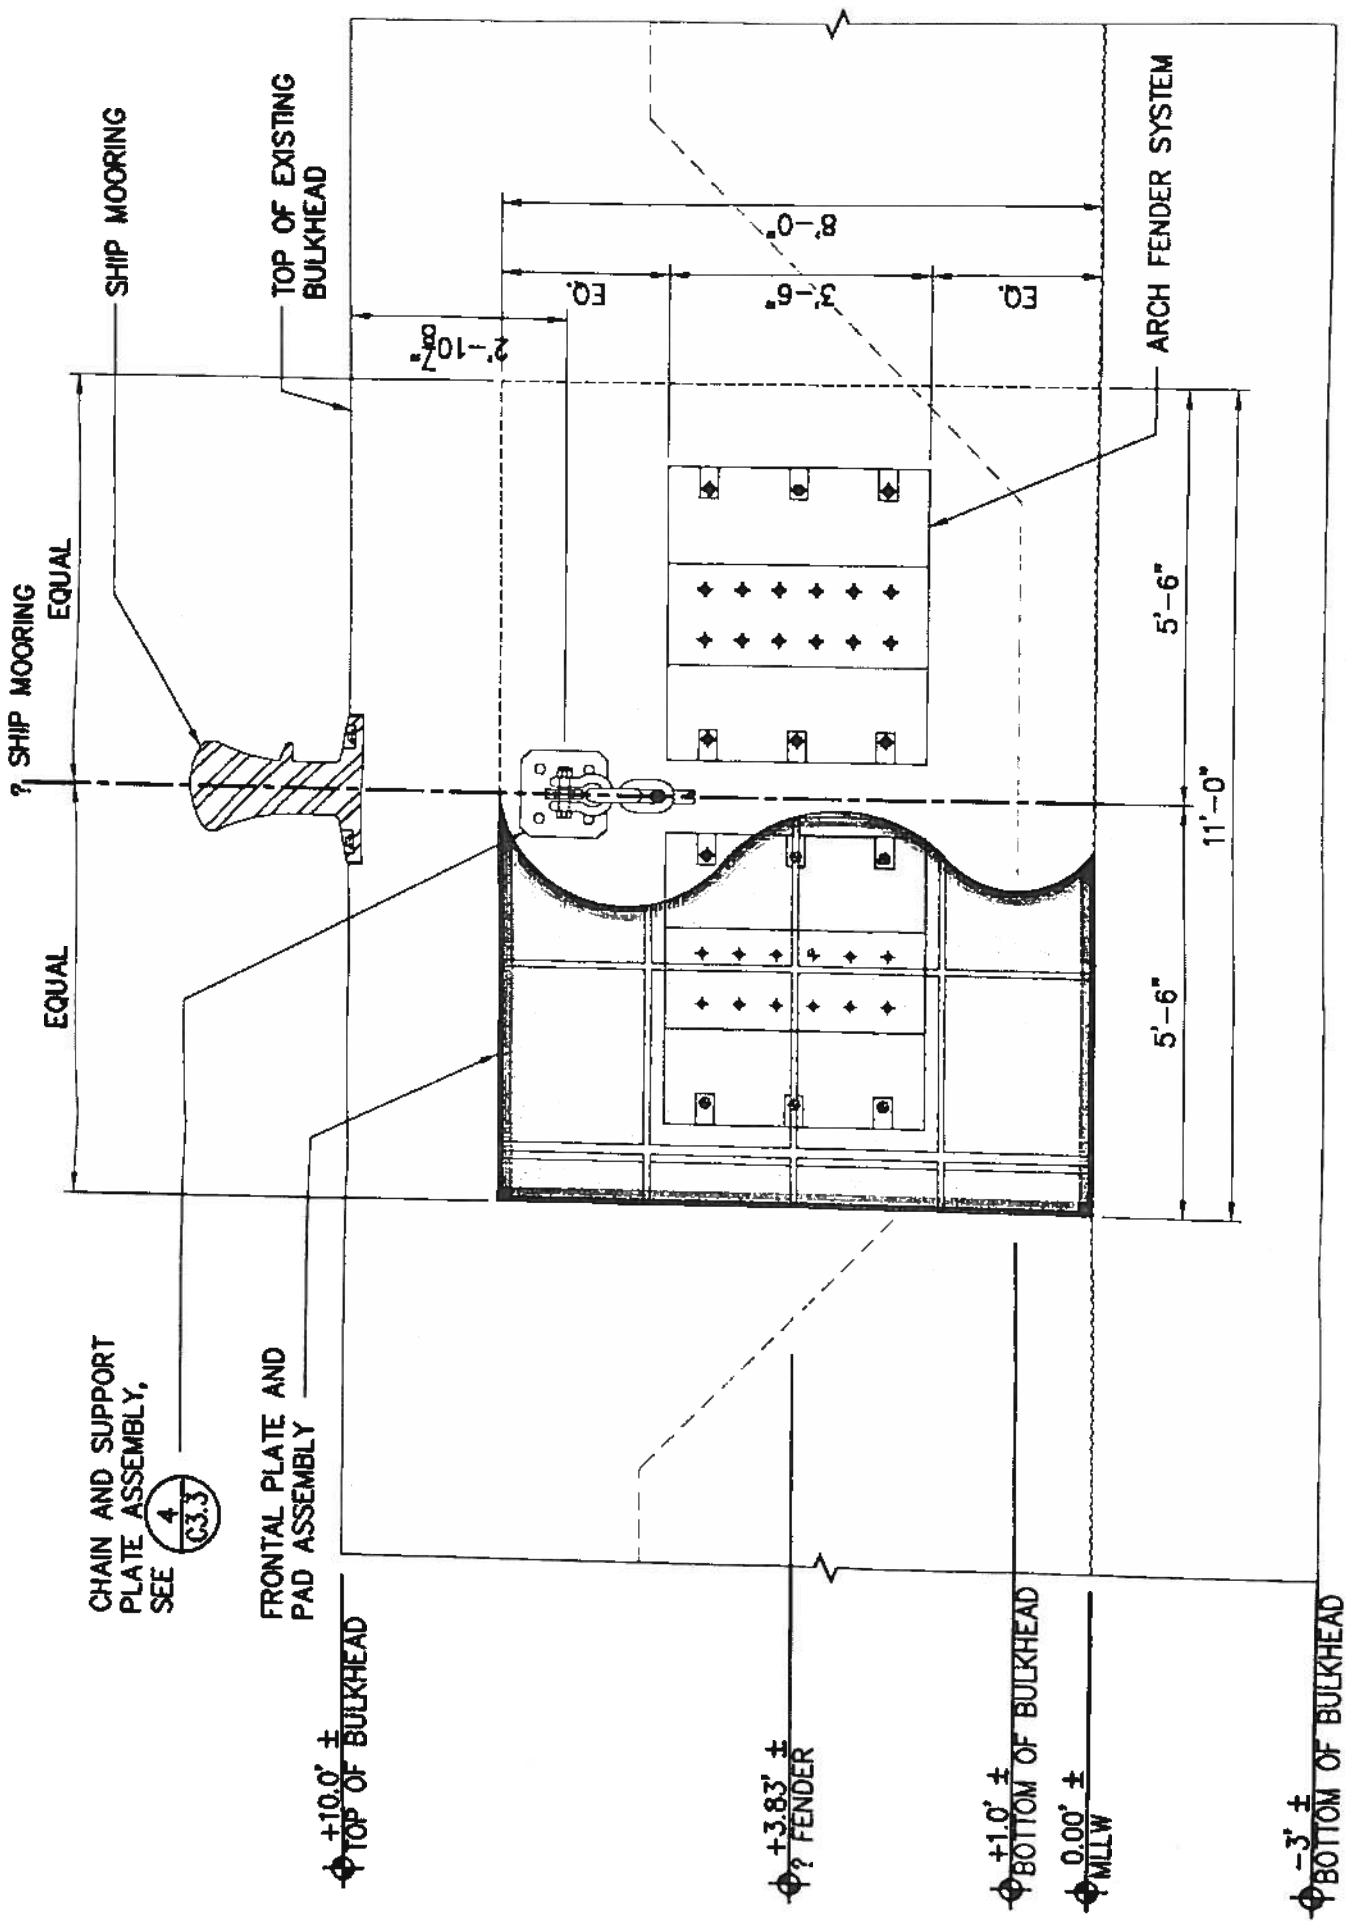 ? SHIP MOORING
EQUAL
EQUAL
SHIP MOORING
TOP OF EXISTING
BULKHEAD
CHAIN AND SUPPORT
PLATE ASSEMBLY,
SEE
4
C3.3
FRONTAL PLATE AND
PAD ASSEMBLY
2'-10 7/8"
EQ.
3'-6"
EQ.
8'-0"
ARCH FENDER SYSTEM
5'-6"
5'-6"
11'-0"
+10.0' ±
TOP OF BULKHEAD
+3.83' ±
? FENDER
+1.0' ±
BOTTOM OF BULKHEAD
0.00' ±
MLLW
-3' ±
BOTTOM OF BULKHEAD